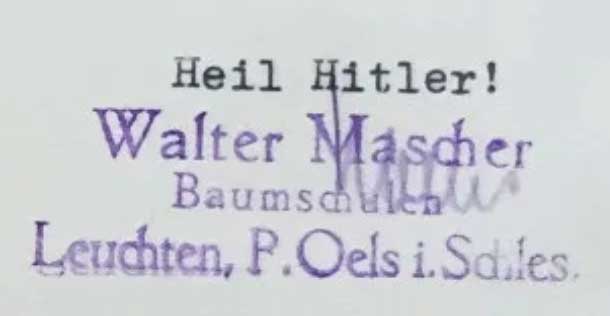 Heil Hitler!
Walter Mascher
Baumschulen
Leuchten, P. Oels i. Schles.